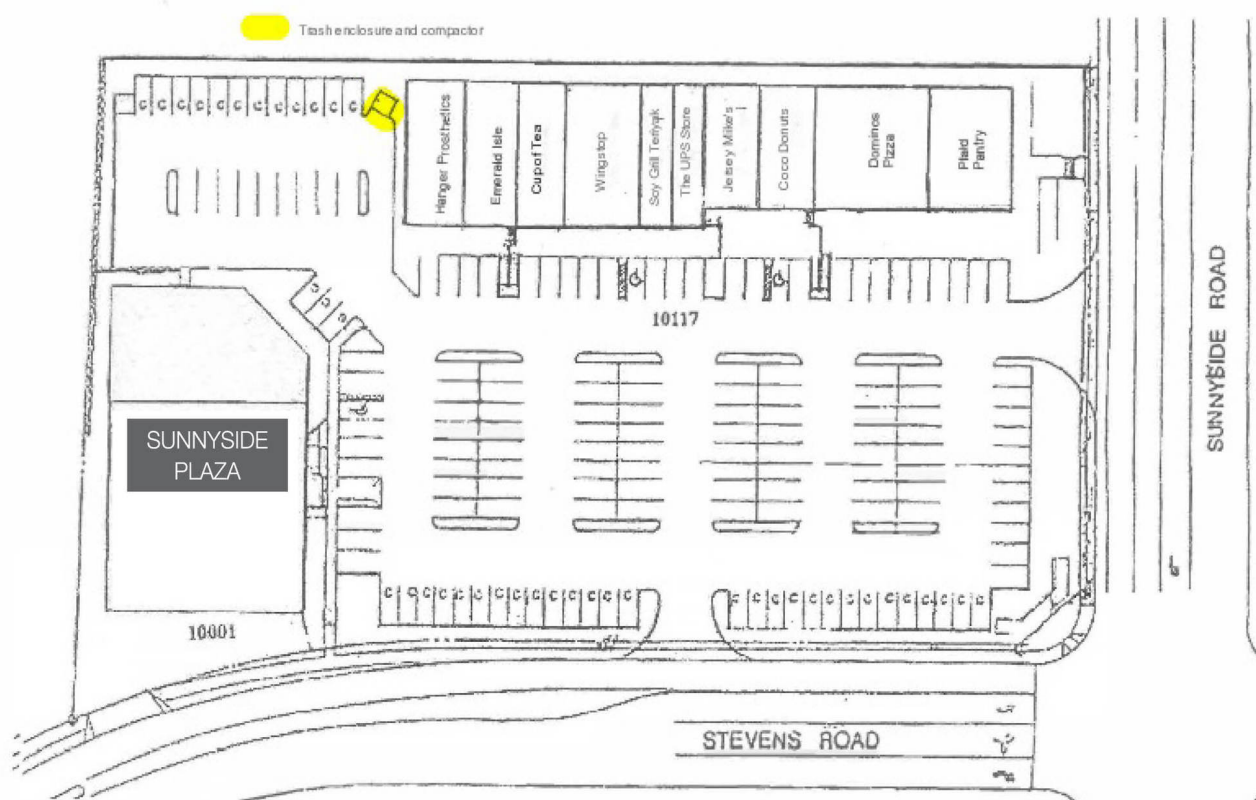 Trash enclosure and compactor
Hanger Prosthetics
Emerald Isle
Cup of Tea
Wingstop
Soy Grill Teriyaki
The UPS Store
Jersey Mike's
Coco Donuts
Dominos
Pizza
Plaid
Pantry
10117
SUNNYSIDE ROAD
SUNNYSIDE
PLAZA
10001
STEVENS ROAD